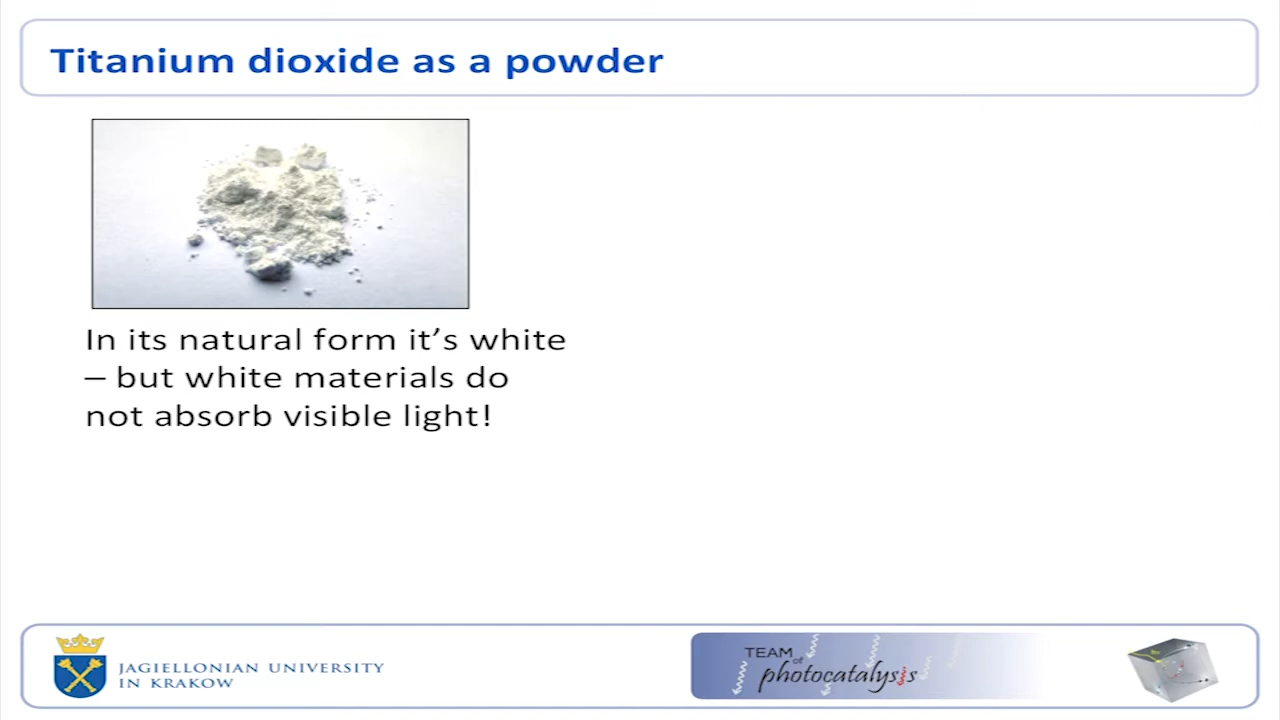 Titanium dioxide as a powder
In its natural form it’s white
– but white materials do
not absorb visible light!
JAGIELLONIAN UNIVERSITY
IN KRAKOW
TEAM
of
photocatalysis